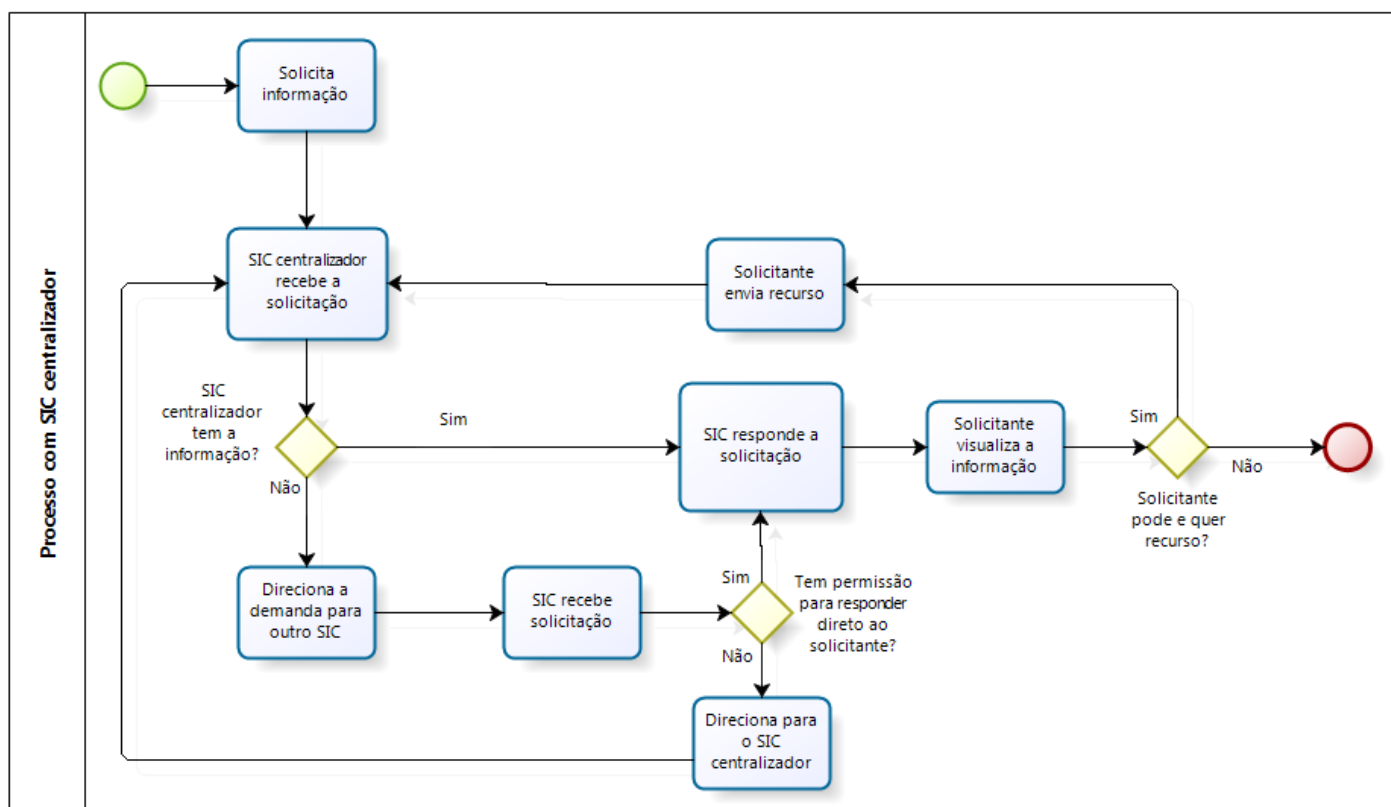 Processo com SIC centralizador
Solicita
informação
SIC centralizador
recebe a
solicitação
Solicitante
envia recurso
SIC
centralizador
tem a
informação?
Sim
Não
SIC responde a
solicitação
Solicitante
visualiza a
informação
Sim
Não
Solicitante
pode e quer
recurso?
Direciona a
demanda para
outro SIC
SIC recebe
solicitação
Sim
Não
Tem permissão
para responder
direto ao
solicitante?
Direciona para
o SIC
centralizador